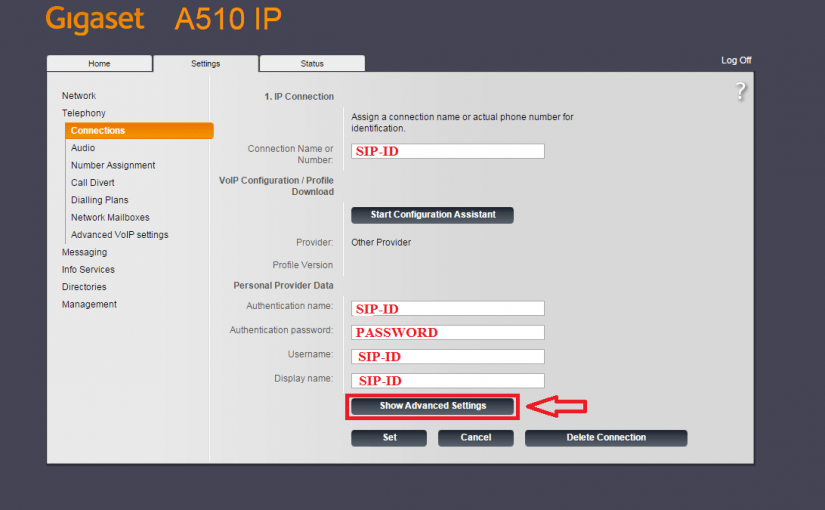 Gigaset A510 IP
Home Settings Status Log Off
?
Network
Telephony
Connections
Audio
Number Assignment
Call Divert
Dialling Plans
Network Mailboxes
Advanced VoIP settings
Messaging
Info Services
Directories
Management
1. IP Connection
Assign a connection name or actual phone number for
identification.
Connection Name or
Number:
SIP-ID
VoIP Configuration / Profile
Download
Start Configuration Assistant
Provider: Other Provider
Profile Version
Personal Provider Data
Authentication name: SIP-ID
Authentication password: PASSWORD
Username: SIP-ID
Display name: SIP-ID
Show Advanced Settings
Set Cancel Delete Connection